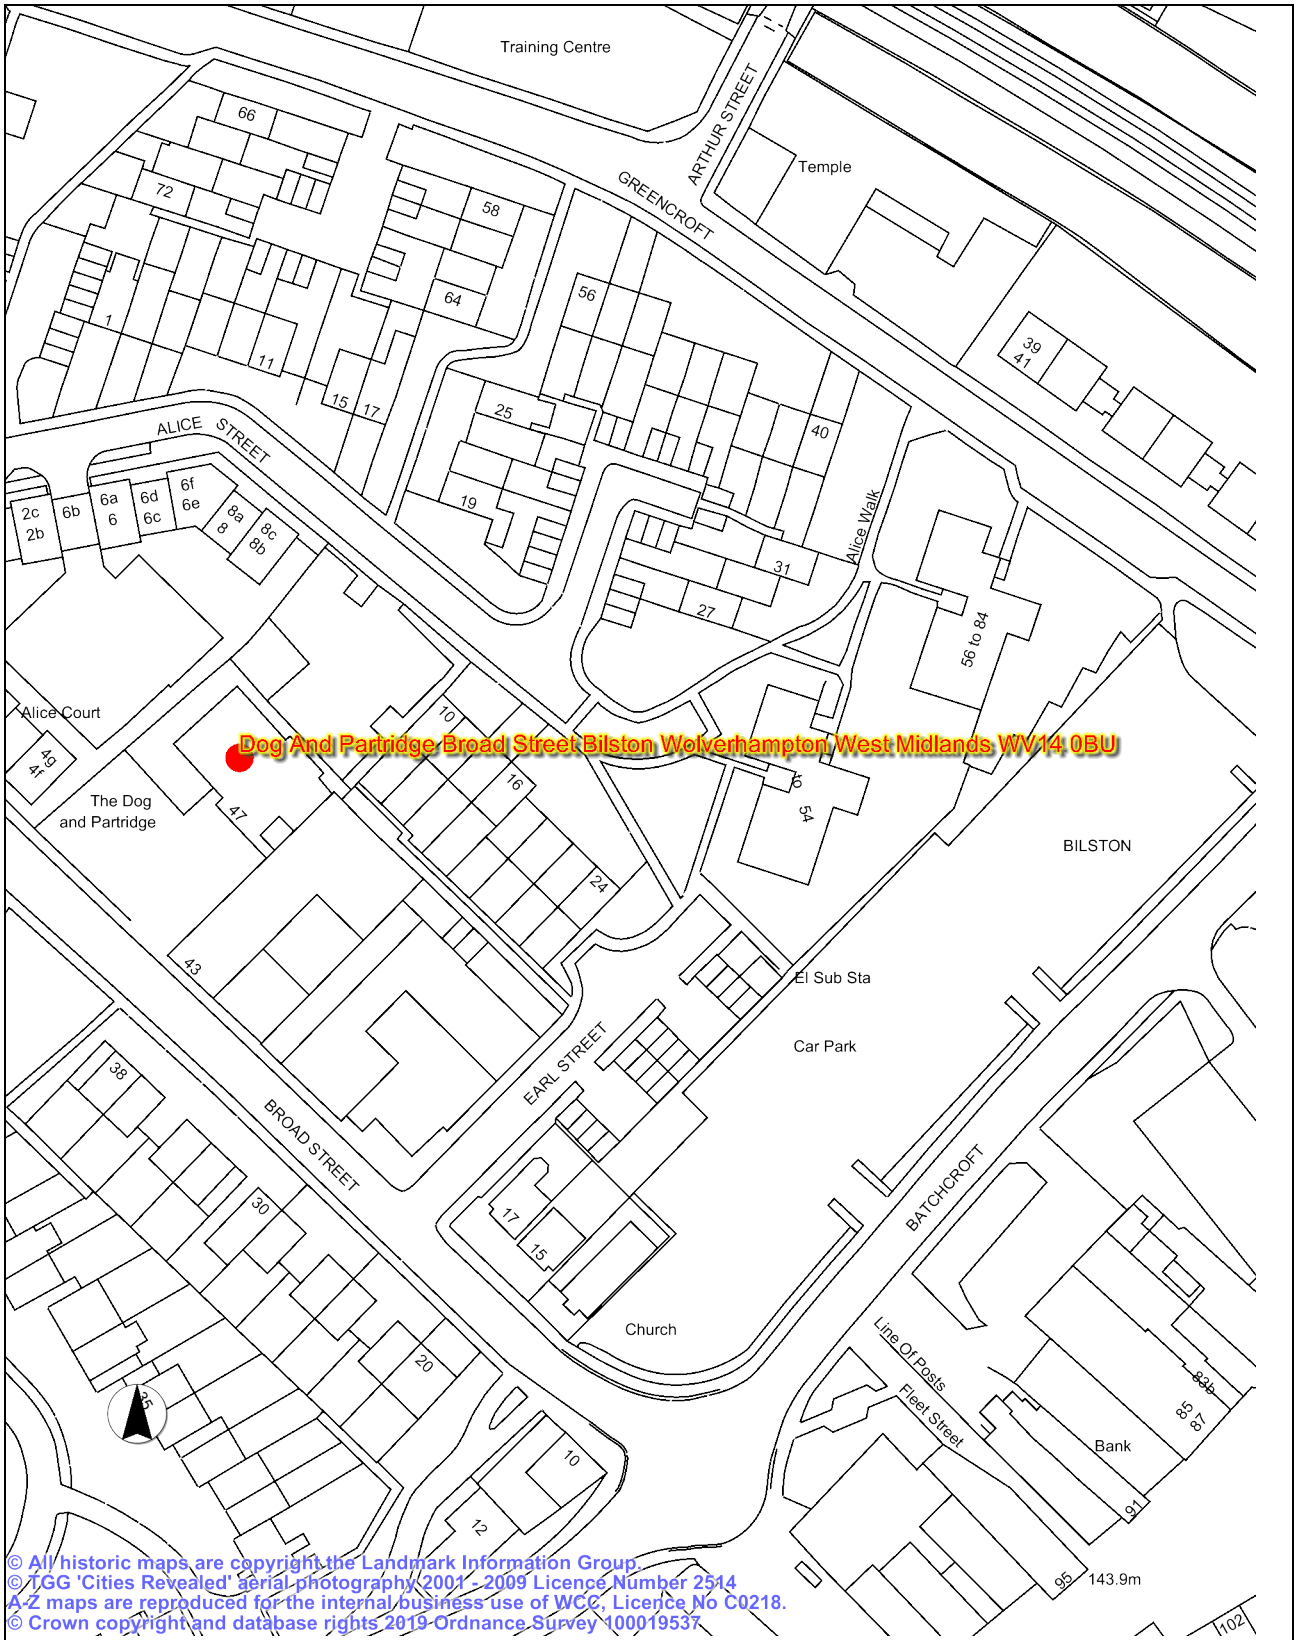 Training Centre
ARTHUR STREET
66
Temple
72
58
GREENCROFT
64
56
1
11
39
41
15
17
25
40
ALICE STREET
19
2c
2b
6b
6a
6
6d
6c
6f
6e
8a
8
8c
8b
Alice Walk
31
27
56 to 84
Alice Court
10
4g
4f
Dog And Partridge Broad Street Bilston Wolverhampton West Midlands WV14 0BU
16
to
54
The Dog
and Partridge
47
BILSTON
24
43
El Sub Sta
Car Park
EARL STREET
38
BROAD STREET
BATCHCROFT
30
17
15
Church
20
Line Of Posts
Fleet Street
83b
85
87
35
Bank
10
12
91
95
143.9m
102
© All historic maps are copyright the Landmark Information Group.
© TGG 'Cities Revealed' aerial photography 2001 - 2009 Licence Number 2514
A-Z maps are reproduced for the internal business use of WCC, Licence No C0218.
© Crown copyright and database rights 2019 Ordnance Survey 100019537